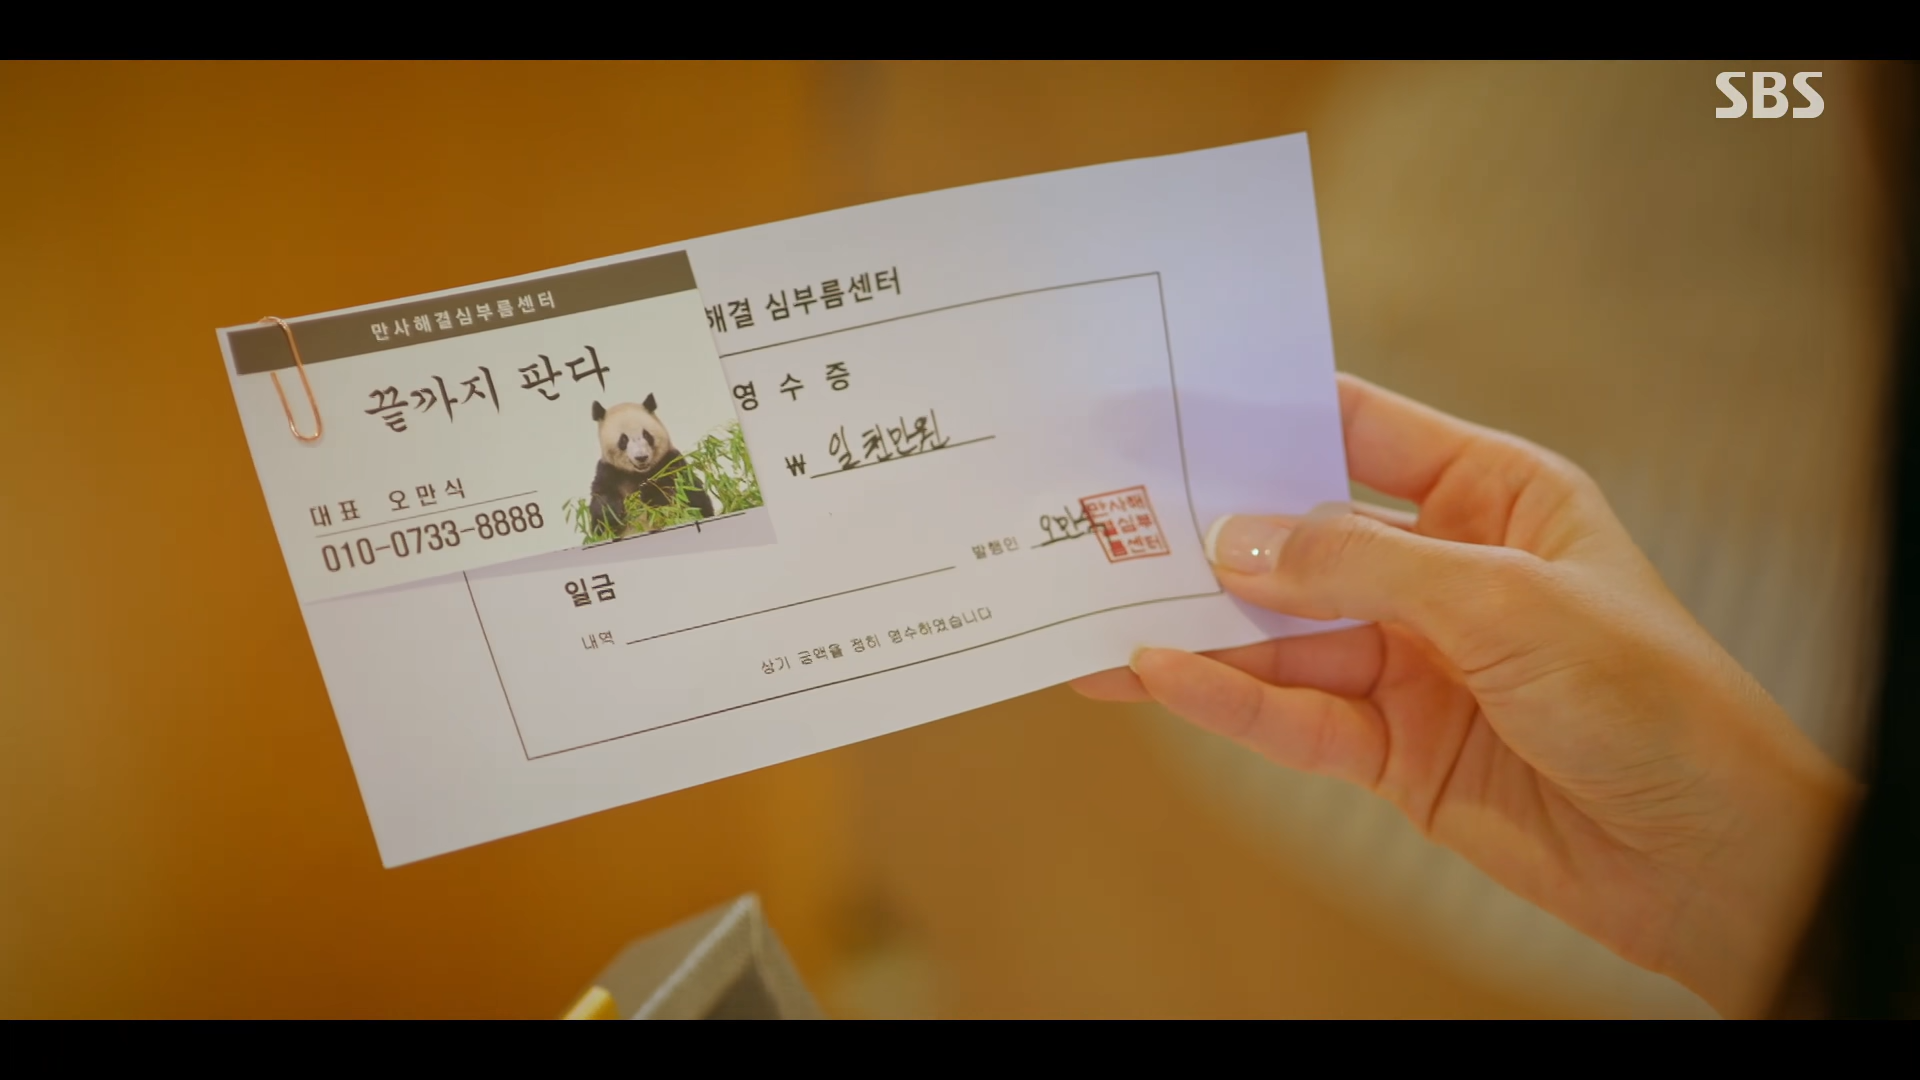 SBS
만사해결심부름센터
끝까지 판다
대표 오만식
010-0733-8888
해결 심부름센터
영수증
₩ 일천만원
발행인 오만식
만사해
결심부
름센터
일금
내역
상기 금액을 정히 영수하였습니다